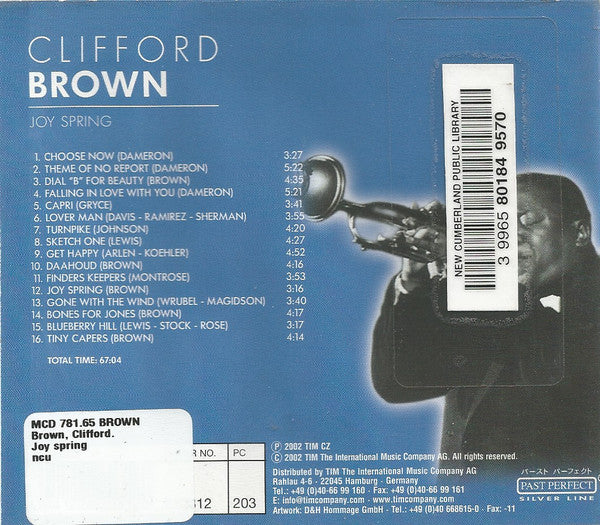 CLIFFORD
BROWN
JOY SPRING
1. CHOOSE NOW (DAMERON) 3:27
2. THEME OF NO REPORT (DAMERON) 5:22
3. DIAL "B" FOR BEAUTY (BROWN) 4:35
4. FALLING IN LOVE WITH YOU (DAMERON) 5:21
5. CAPRI (GRYCE) 3:41
6. LOVER MAN (DAVIS - RAMIREZ - SHERMAN) 3:55
7. TURNPIKE (JOHNSON) 4:20
8. SKETCH ONE (LEWIS) 4:27
9. GET HAPPY (ARLEN - KOEHLER) 4:52
10. DAAHOUD (BROWN) 4:16
11. FINDERS KEEPERS (MONTROSE) 3:53
12. JOY SPRING (BROWN) 4:16
13. GONE WITH THE WIND (WRUBEL - MAGIDSON) 3:40
14. BONES FOR JONES (BROWN) 4:17
15. BLUEBERRY HILL (LEWIS - STOCK - ROSE) 3:17
16. TINY CAPERS (BROWN) 4:14
TOTAL TIME: 67:04
NEW CUMBERLAND PUBLIC LIBRARY
3 9965 80184 9570
MCD 781.65 BROWN
Brown, Clifford.
Joy spring
ncu
R NO. PC
612 203
Ⓟ 2002 TIM CZ
© 2002 TIM The International Music Company AG. All rights reserved.
Distributed by TIM The International Music Company AG
Rahlau 4-6 - 22045 Hamburg - Germany
Tel.: +49 (0)40-66 99 160 - Fax: +49 (0)40-66 99 161
E: info@timcompany.com - www.timcompany.com
Artwork: D&H Hommage GmbH - Tel.: +49 (0)40 668615-0 - Fax: -11
パースト パーフェクト
PAST PERFECT
SILVER LINE